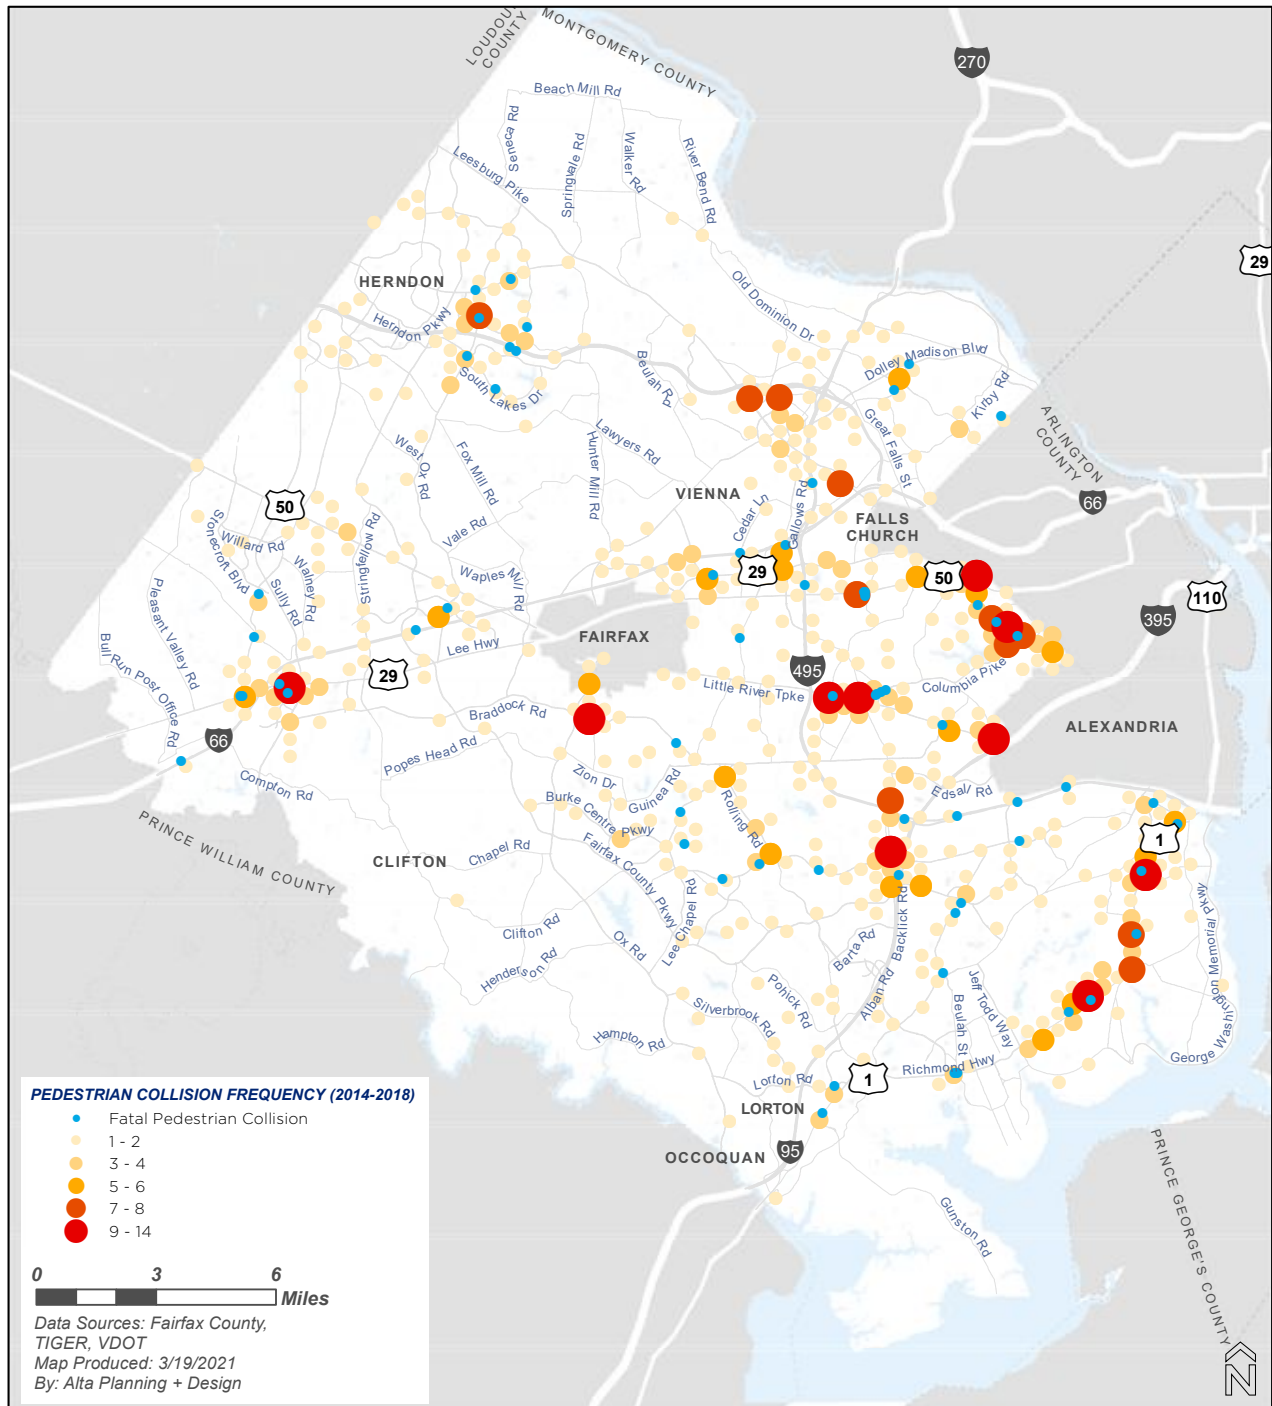 LOUDOUN
COUNTY
MONTGOMERY COUNTY
270
Beach Mill Rd
Seneca Rd
Springvale Rd
Walker Rd
River Bend Rd
Leesburg Pike
29
HERNDON
Herndon Pkwy
Old Dominion Dr
Dolley Madison Blvd
Beulah Rd
Kirby Rd
South Lakes Dr
Great Falls St
ARLINGTON
COUNTY
West Ox Rd
Fox Mill Rd
Lawyers Rd
Hunter Mill Rd
VIENNA
Gallows Rd
Cedar Ln
66
50
FALLS
CHURCH
Stonecroft Blvd
Willard Rd
Walney Rd
Stringfellow Rd
Vale Rd
Waples Mill Rd
29
50
110
Pleasant Valley Rd
Sully Rd
395
Bull Run Post Office Rd
Lee Hwy
FAIRFAX
29
495
Little River Tpke
Columbia Pike
Braddock Rd
ALEXANDRIA
66
Popes Head Rd
Compton Rd
Zion Dr
Guinea Rd
Rolling Rd
Edsall Rd
Burke Centre Pkwy
PRINCE WILLIAM COUNTY
CLIFTON
Chapel Rd
Fairfax County Pkwy
1
Lee Chapel Rd
Backlick Rd
Clifton Rd
Ox Rd
Henderson Rd
Barta Rd
George Washington Memorial Pkwy
Pohick Rd
Alban Rd
Jeff Todd Way
Beulah St
Silverbrook Rd
Hampton Rd
Lorton Rd
1
Richmond Hwy
LORTON
OCCOQUAN
95
Gunston Rd
PRINCE GEORGE'S COUNTY
PEDESTRIAN COLLISION FREQUENCY (2014-2018)
Fatal Pedestrian Collision
1 - 2
3 - 4
5 - 6
7 - 8
9 - 14
0 3 6
Miles
Data Sources: Fairfax County,
TIGER, VDOT
Map Produced: 3/19/2021
By: Alta Planning + Design
N